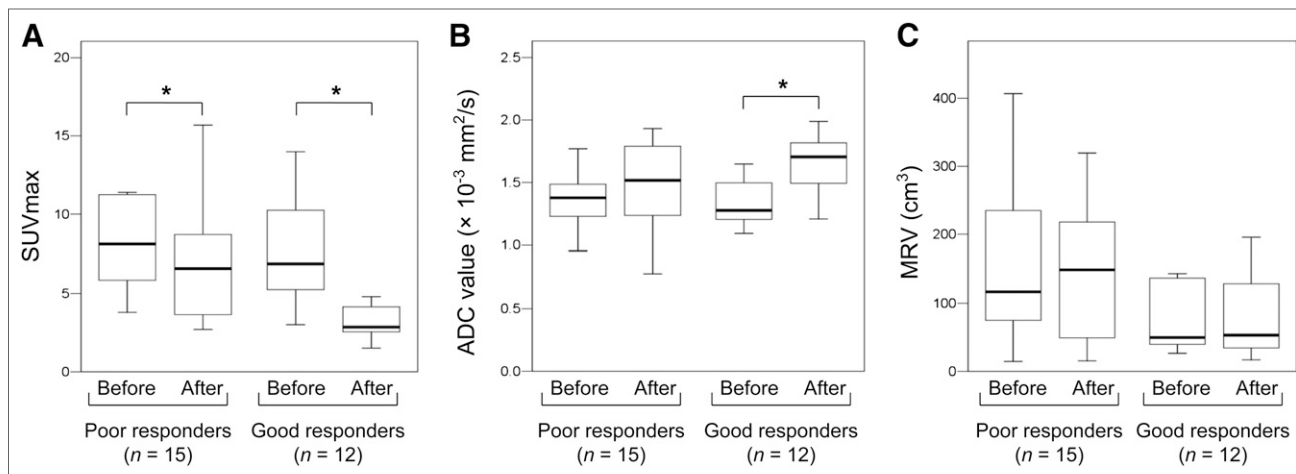 A
SUVmax
20
15
10
5
0
*
*
Before After Before After
Poor responders Good responders
(n = 15) (n = 12)
B
ADC value (× 10⁻³ mm²/s)
2.5
2.0
1.5
1.0
0.5
0.0
*
Before After Before After
Poor responders Good responders
(n = 15) (n = 12)
C
MRV (cm³)
400
300
200
100
0
Before After Before After
Poor responders Good responders
(n = 15) (n = 12)